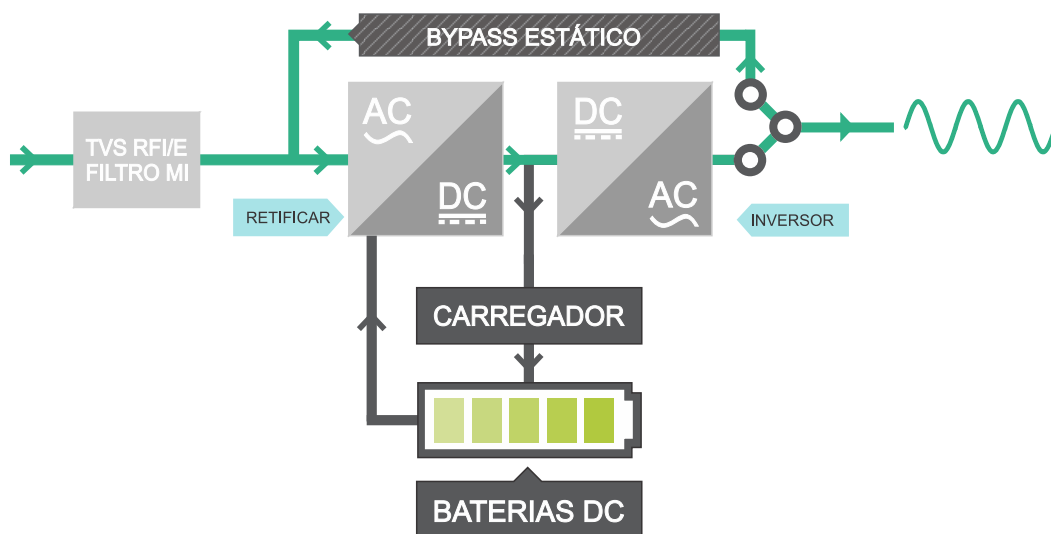 BYPASS ESTÁTICO
TVS RFI/E
FILTRO MI
AC
DC
DC
AC
RETIFICAR
INVERSOR
CARREGADOR
BATERIAS DC